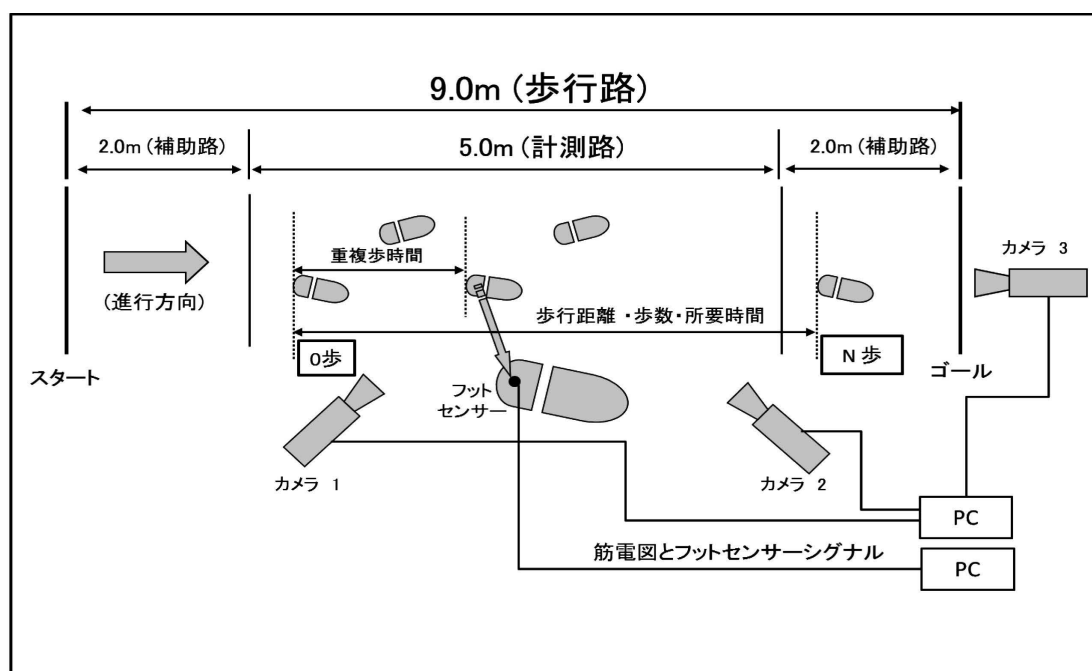 9.0m (歩行路)
2.0m (補助路)
5.0m (計測路)
2.0m (補助路)
カメラ 3
重複歩時間
(進行方向)
歩行距離・歩数・所要時間
0歩
N 歩
スタート
ゴール
フット
センサー
カメラ 1
カメラ 2
PC
筋電図とフットセンサーシグナル
PC